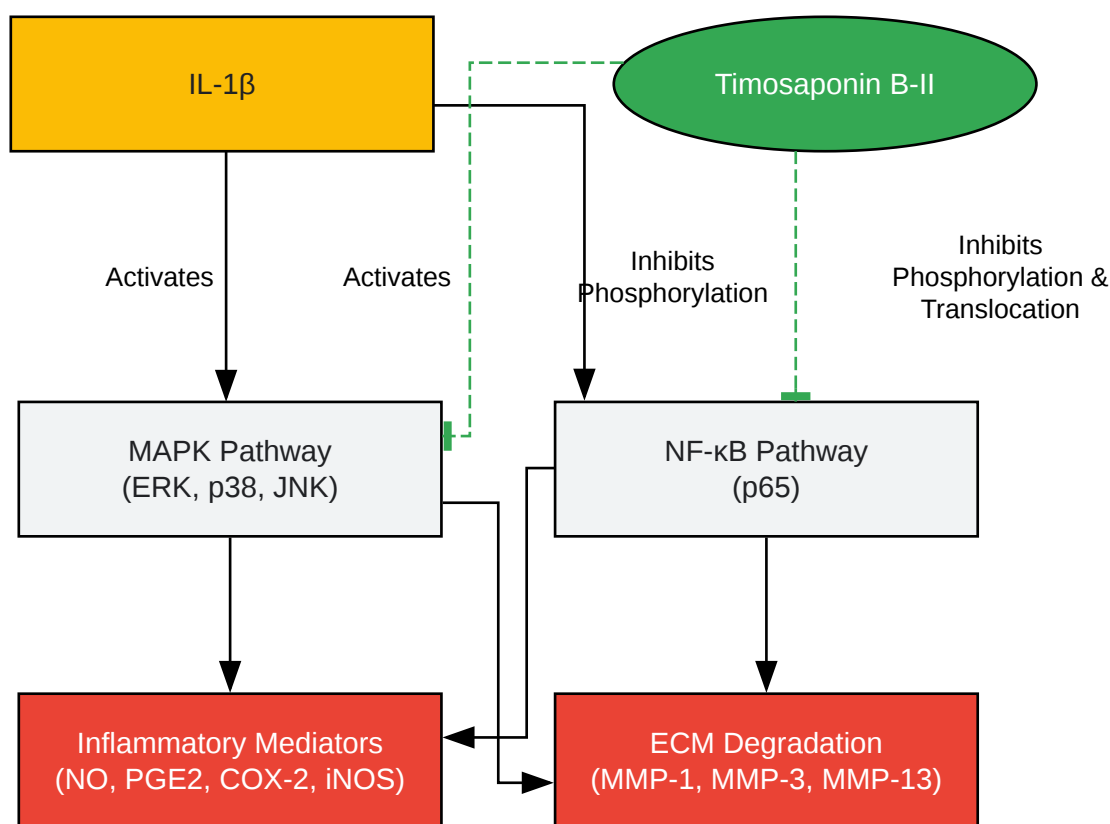 IL-1β
Timosaponin B-II
Activates
Activates
Inhibits
Phosphorylation
Inhibits
Phosphorylation &
Translocation
MAPK Pathway
(ERK, p38, JNK)
NF-κB Pathway
(p65)
Inflammatory Mediators
(NO, PGE2, COX-2, iNOS)
ECM Degradation
(MMP-1, MMP-3, MMP-13)